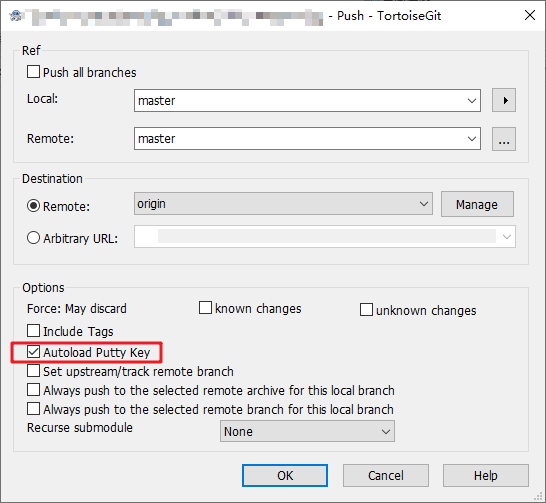 - Push - TortoiseGit
Ref
Push all branches
Local:
master
Remote:
master
...
Destination
Remote:
origin
Manage
Arbitrary URL:
Options
Force: May discard
known changes
unknown changes
Include Tags
Autoload Putty Key
Set upstream/track remote branch
Always push to the selected remote archive for this local branch
Always push to the selected remote branch for this local branch
Recurse submodule
None
OK
Cancel
Help